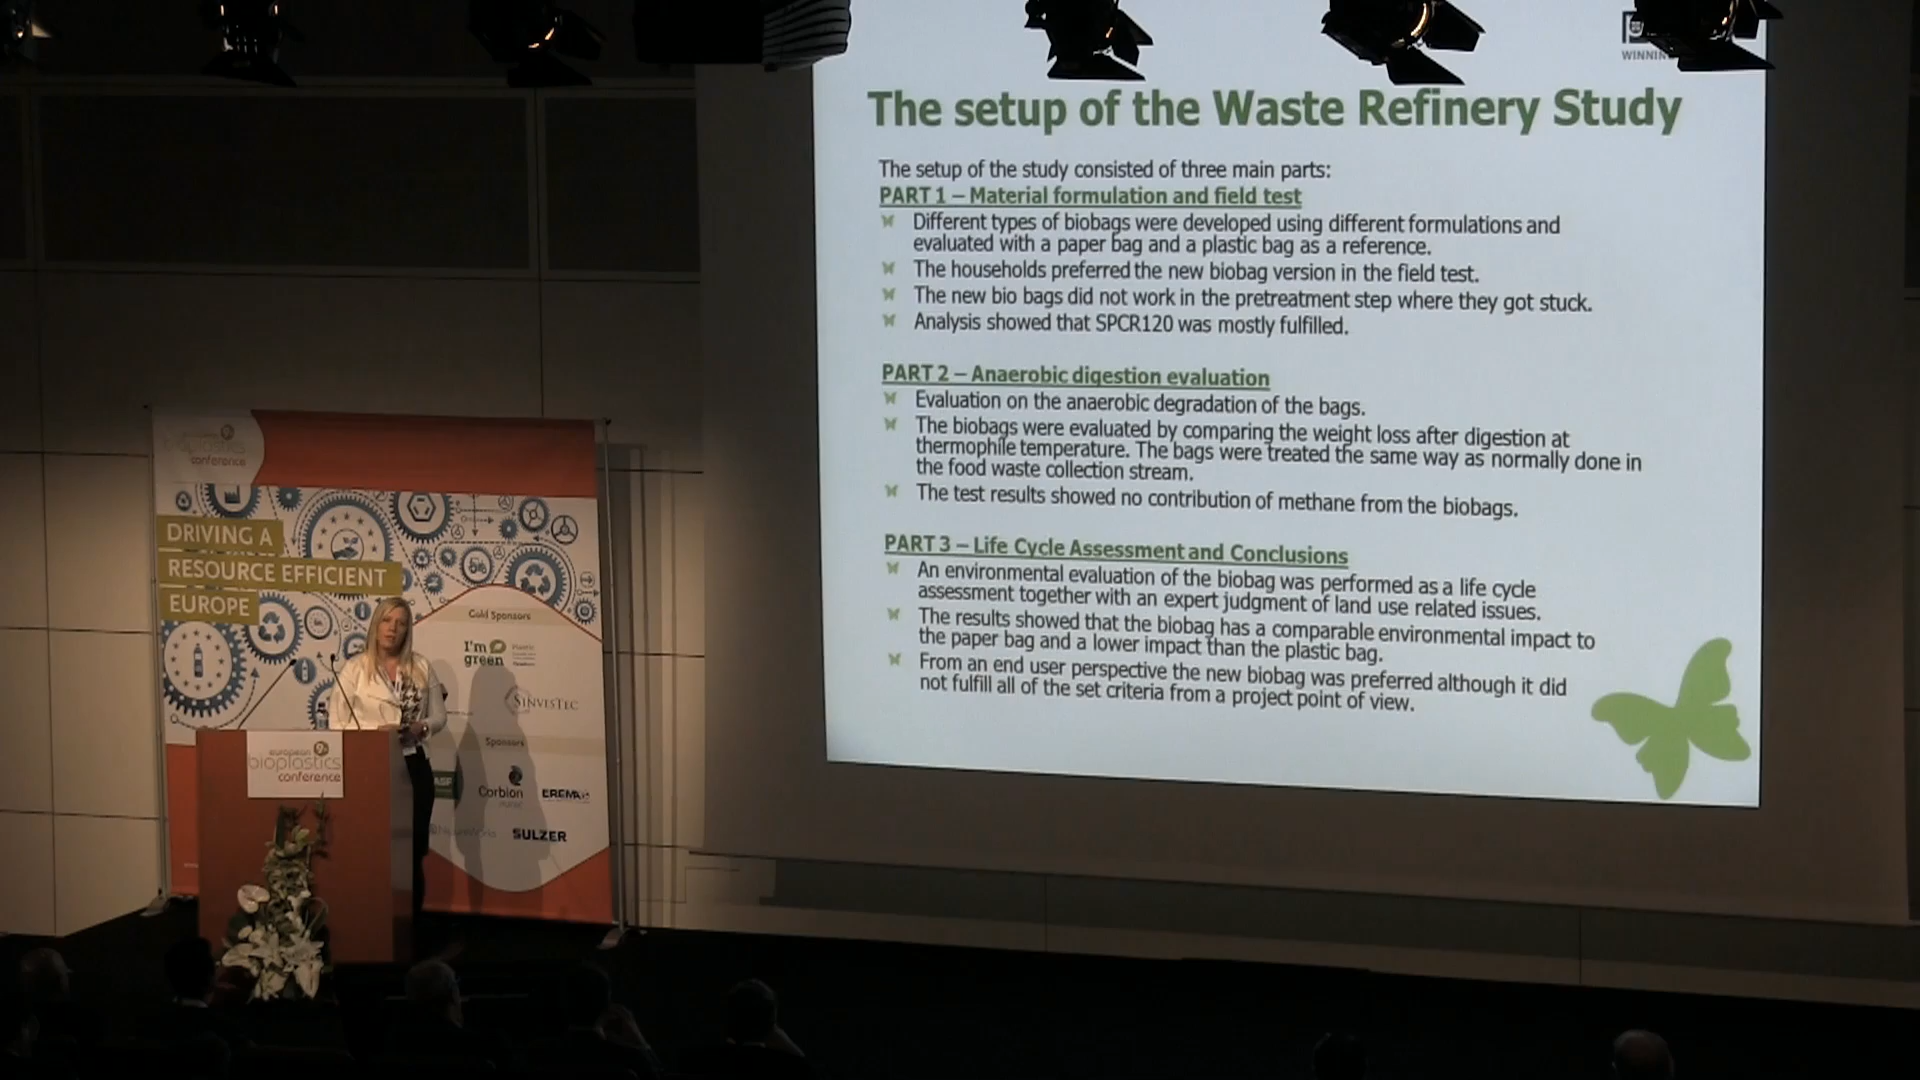 WINNIN
The setup of the Waste Refinery Study
The setup of the study consisted of three main parts:
PART 1 – Material formulation and field test
Different types of biobags were developed using different formulations and
evaluated with a paper bag and a plastic bag as a reference.
The households preferred the new biobag version in the field test.
The new bio bags did not work in the pretreatment step where they got stuck.
Analysis showed that SPCR120 was mostly fulfilled.
PART 2 – Anaerobic digestion evaluation
Evaluation on the anaerobic degradation of the bags.
The biobags were evaluated by comparing the weight loss after digestion at
thermophile temperature. The bags were treated the same way as normally done in
the food waste collection stream.
The test results showed no contribution of methane from the biobags.
PART 3 – Life Cycle Assessment and Conclusions
An environmental evaluation of the biobag was performed as a life cycle
assessment together with an expert judgment of land use related issues.
The results showed that the biobag has a comparable environmental impact to
the paper bag and a lower impact than the plastic bag.
From an end user perspective the new biobag was preferred although it did
not fulfill all of the set criteria from a project point of view.
bioplastics
conference
DRIVING A
RESOURCE EFFICIENT
EUROPE
Gold Sponsors
I'm
green
SINVESTEC
Sponsors
Corbion
EREMA
NatureWorks
SULZER
european
bioplastics
conference